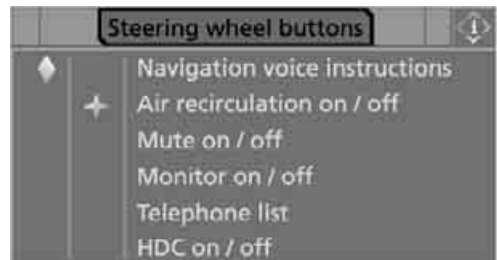 Steering wheel buttons
Navigation voice instructions
Air recirculation on / off
Mute on / off
Monitor on / off
Telephone list
HDC on / off